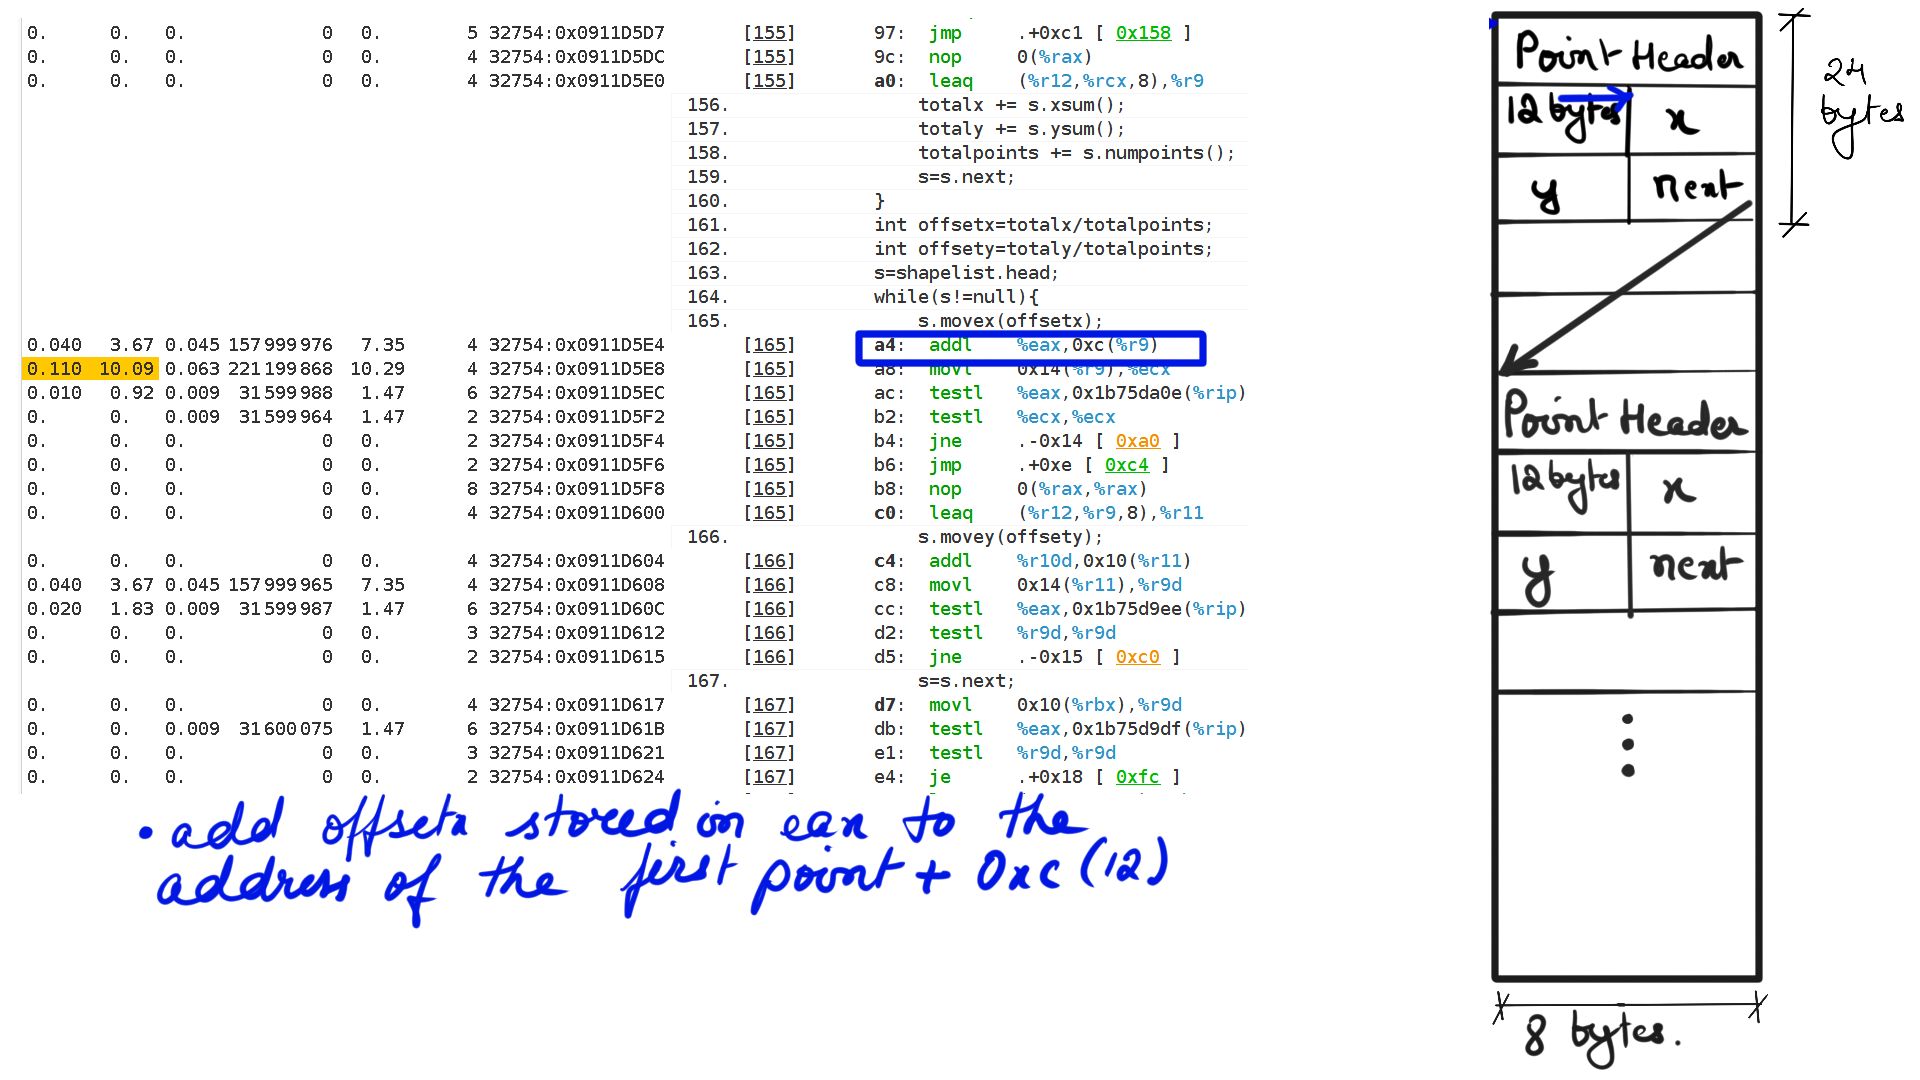 0. 0. 0. 0 0. 5 32754:0x0911D5D7 [155] 97: jmp .+0xc1 [ 0x158 ]
0. 0. 0. 0 0. 4 32754:0x0911D5DC [155] 9c: nop 0(%rax)
0. 0. 0. 0 0. 4 32754:0x0911D5E0 [155] a0: leaq (%r12,%rcx,8),%r9
156. totalx += s.xsum();
157. totaly += s.ysum();
158. totalpoints += s.numpoints();
159. s=s.next;
160. }
161. int offsetx=totalx/totalpoints;
162. int offsety=totaly/totalpoints;
163. s=shapelist.head;
164. while(s!=null){
165. s.movex(offsetx);
0.040 3.67 0.045 157999976 7.35 4 32754:0x0911D5E4 [165] a4: addl %eax,0xc(%r9)
0.110 10.09 0.063 221199868 10.29 4 32754:0x0911D5E8 [165] a8: movl 0x14(%r9),%ecx
0.010 0.92 0.009 31599988 1.47 6 32754:0x0911D5EC [165] ac: testl %eax,0x1b75da0e(%rip)
0. 0. 0.009 31599964 1.47 2 32754:0x0911D5F2 [165] b2: testl %ecx,%ecx
0. 0. 0. 0 0. 2 32754:0x0911D5F4 [165] b4: jne .-0x14 [ 0xa0 ]
0. 0. 0. 0 0. 2 32754:0x0911D5F6 [165] b6: jmp .+0xe [ 0xc4 ]
0. 0. 0. 0 0. 8 32754:0x0911D5F8 [165] b8: nop 0(%rax,%rax)
0. 0. 0. 0 0. 4 32754:0x0911D600 [165] c0: leaq (%r12,%r9,8),%r11
166. s.movey(offsety);
0. 0. 0. 0 0. 4 32754:0x0911D604 [166] c4: addl %r10d,0x10(%r11)
0.040 3.67 0.045 157999965 7.35 4 32754:0x0911D608 [166] c8: movl 0x14(%r11),%r9d
0.020 1.83 0.009 31599987 1.47 6 32754:0x0911D60C [166] cc: testl %eax,0x1b75d9ee(%rip)
0. 0. 0. 0 0. 3 32754:0x0911D612 [166] d2: testl %r9d,%r9d
0. 0. 0. 0 0. 2 32754:0x0911D615 [166] d5: jne .-0x15 [ 0xc0 ]
167. s=s.next;
0. 0. 0. 0 0. 4 32754:0x0911D617 [167] d7: movl 0x10(%rbx),%r9d
0. 0. 0.009 31600075 1.47 6 32754:0x0911D61B [167] db: testl %eax,0x1b75d9df(%rip)
0. 0. 0. 0 0. 3 32754:0x0911D621 [167] e1: testl %r9d,%r9d
0. 0. 0. 0 0. 2 32754:0x0911D624 [167] e4: je .+0x18 [ 0xfc ]
• add offsetx stored in eax to the
address of the first point + 0xc (12)
Point Header
12 bytes x
y next
24
bytes
Point Header
12 bytes x
y next
8 bytes.